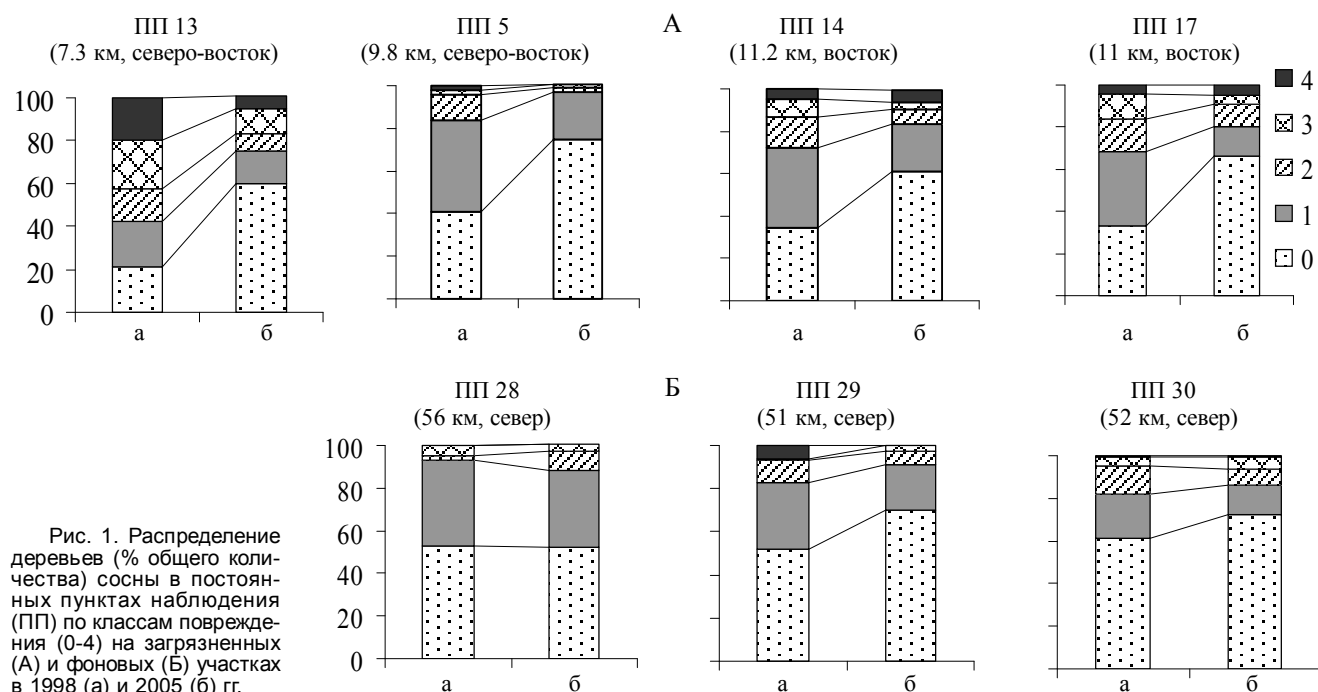 ПП 13
(7.3 км, северо-восток)
ПП 5
(9.8 км, северо-восток)
А
ПП 14
(11.2 км, восток)
ПП 17
(11 км, восток)
100
80
60
40
20
0
а
б
а
б
а
б
а
б
4
3
2
1
0
ПП 28
(56 км, север)
Б
ПП 29
(51 км, север)
ПП 30
(52 км, север)
100
80
60
40
20
0
а
б
а
б
а
б
Рис. 1. Распределение
деревьев (% общего коли-
чества) сосны в постоян-
ных пунктах наблюдения
(ПП) по классам поврежде-
ния (0-4) на загрязненных
(А) и фоновых (Б) участках
в 1998 (а) и 2005 (б) гг.